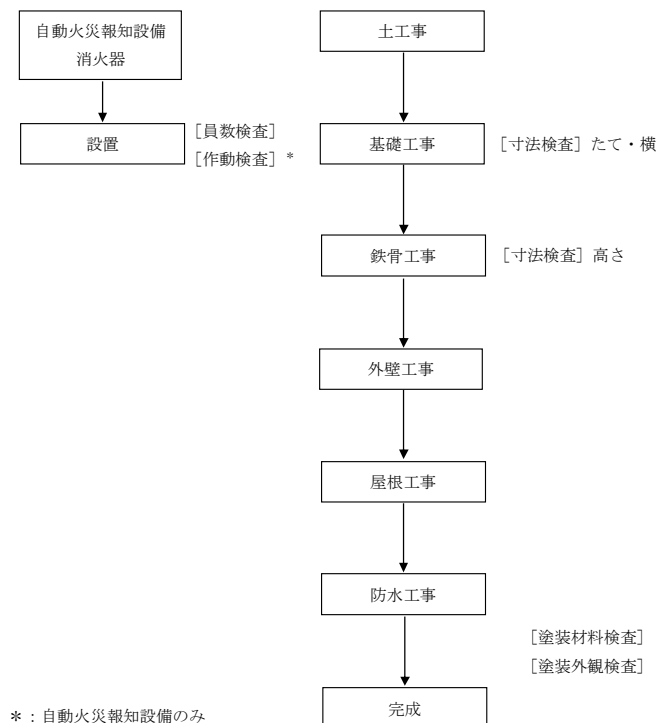 自動火災報知設備
消火器
設置
［員数検査］
［作動検査］*
土工事
基礎工事
［寸法検査］たて・横
鉄骨工事
［寸法検査］高さ
外壁工事
屋根工事
防水工事
［塗装材料検査］
［塗装外観検査］
完成
＊：自動火災報知設備のみ